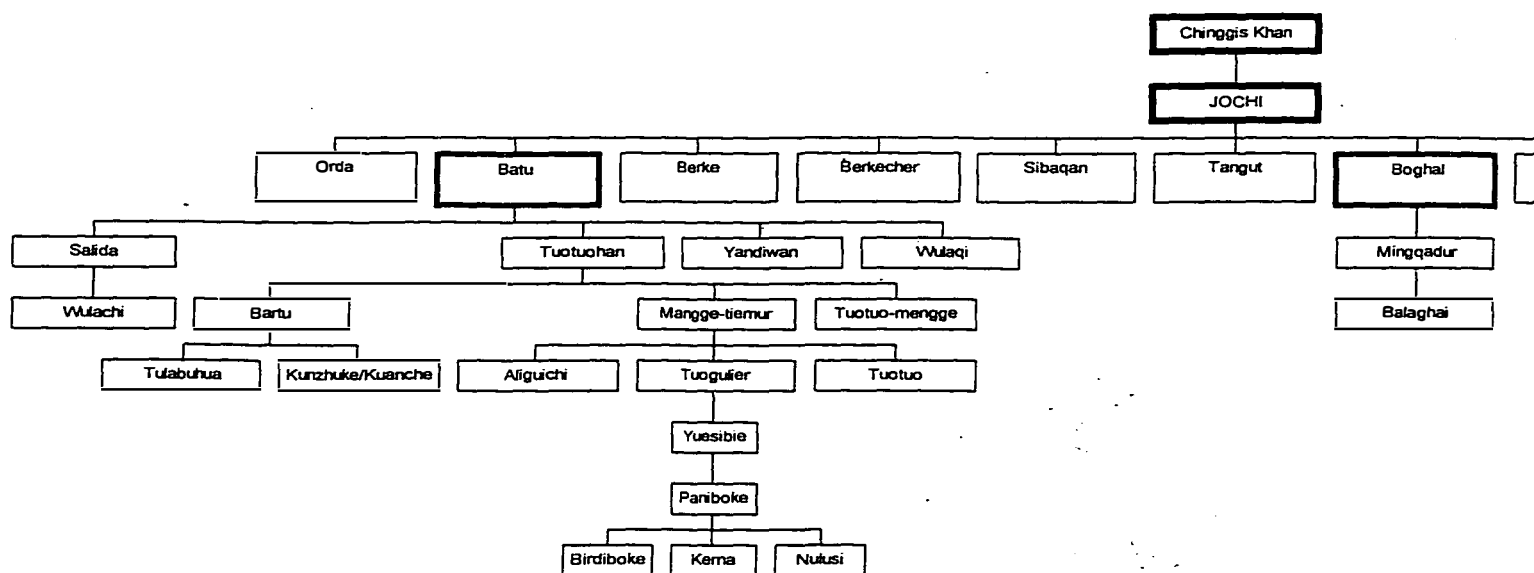 Chinggis Khan
JOCHI
Orda
Batu
Berke
Berkecher
Sibaqan
Tangut
Boghal
Salida
Tuotuohan
Yandiwan
Wulaqi
Mingqadur
Wulachi
Bartu
Mangge-tiemur
Tuotuo-mengge
Balaghai
Tulabuhua
Kunzhuke/Kuanche
Aliguichi
Tuogulier
Tuotuo
Yuesibie
Paniboke
Birdiboke
Kerna
Nulusi